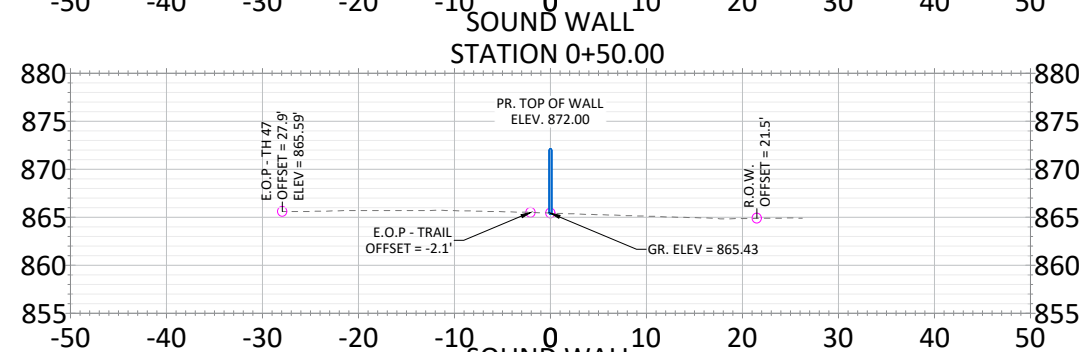 -50 -40 -30 -20 -10 0 10 20 30 40 50
SOUND WALL
STATION 0+50.00
880 880
PR. TOP OF WALL
ELEV. 872.00
875 875
E.O.P - TH 47
OFFSET = 27.9'
ELEV = 865.59'
R.O.W.
OFFSET = 21.5'
870 870
865 865
E.O.P - TRAIL
OFFSET = -2.1'
GR. ELEV = 865.43
860 860
855 855
-50 -40 -30 -20 -10 0 10 20 30 40 50
SOUND WALL